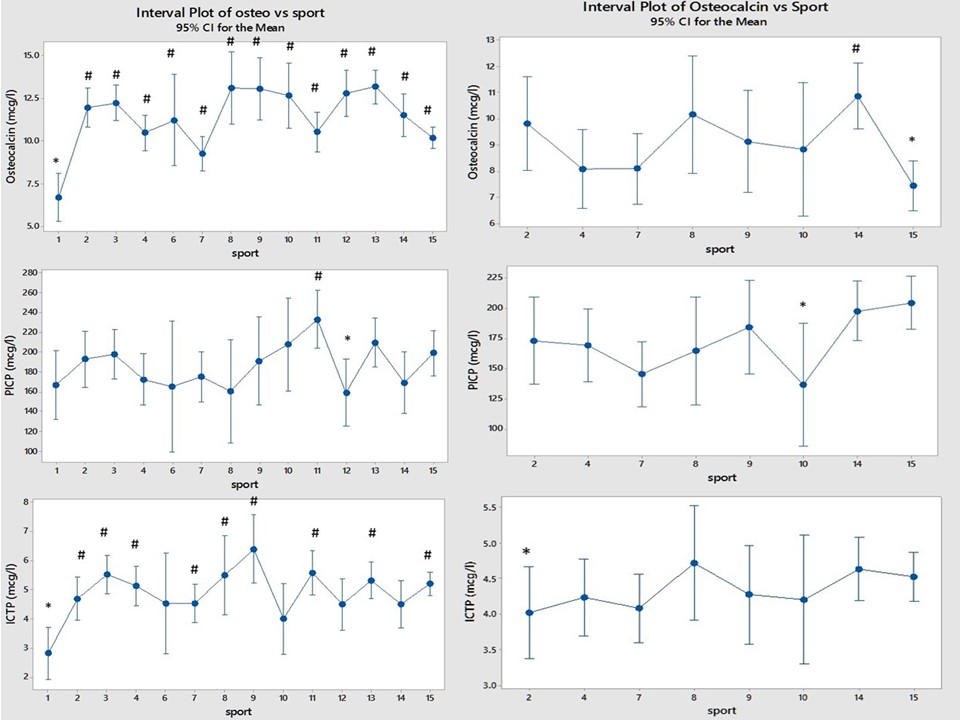 Interval Plot of osteo vs sport
95% CI for the Mean
# # # # # # # # # # # # #
*
15.0
12.5
10.0
7.5
5.0
Osteocalcin (mcg/l)
1 2 3 4 6 7 8 9 10 11 12 13 14 15
sport
Interval Plot of Osteocalcin vs Sport
95% CI for the Mean
#
*
13
12
11
10
9
8
7
6
Osteocalcin (mcg/l)
2 4 7 8 9 10 14 15
sport
#
*
280
260
240
220
200
180
160
140
120
100
PICP (mcg/l)
1 2 3 4 6 7 8 9 10 11 12 13 14 15
sport
*
225
200
175
150
125
100
PICP (mcg/l)
2 4 7 8 9 10 14 15
sport
# # # # # # # # #
*
8
7
6
5
4
3
2
ICTP (mcg/l)
1 2 3 4 6 7 8 9 10 11 12 13 14 15
sport
*
5.5
5.0
4.5
4.0
3.5
3.0
ICTP (mcg/l)
2 4 7 8 9 10 14 15
sport